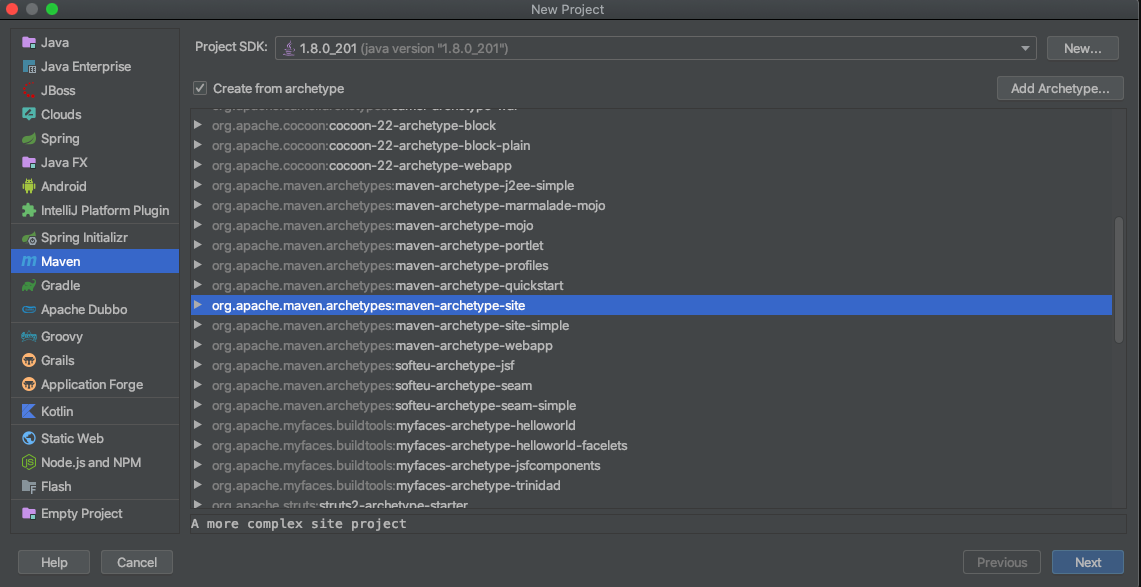 New Project
Java
Java Enterprise
JBoss
Clouds
Spring
Java FX
Android
IntelliJ Platform Plugin
Spring Initializr
Maven
Gradle
Apache Dubbo
Groovy
Grails
Application Forge
Kotlin
Static Web
Node.js and NPM
Flash
Empty Project
Project SDK: 1.8.0_201 (java version "1.8.0_201") New...
Create from archetype Add Archetype...
org.apache.cocoon:cocoon-22-archetype-block
org.apache.cocoon:cocoon-22-archetype-block-plain
org.apache.cocoon:cocoon-22-archetype-webapp
org.apache.maven.archetypes:maven-archetype-j2ee-simple
org.apache.maven.archetypes:maven-archetype-marmalade-mojo
org.apache.maven.archetypes:maven-archetype-mojo
org.apache.maven.archetypes:maven-archetype-portlet
org.apache.maven.archetypes:maven-archetype-profiles
org.apache.maven.archetypes:maven-archetype-quickstart
org.apache.maven.archetypes:maven-archetype-site
org.apache.maven.archetypes:maven-archetype-site-simple
org.apache.maven.archetypes:maven-archetype-webapp
org.apache.maven.archetypes:softeu-archetype-jsf
org.apache.maven.archetypes:softeu-archetype-seam
org.apache.maven.archetypes:softeu-archetype-seam-simple
org.apache.myfaces.buildtools:myfaces-archetype-helloworld
org.apache.myfaces.buildtools:myfaces-archetype-helloworld-facelets
org.apache.myfaces.buildtools:myfaces-archetype-jsfcomponents
org.apache.myfaces.buildtools:myfaces-archetype-trinidad
org.apache.struts:struts2-archetype-starter
A more complex site project
Help Cancel Previous Next